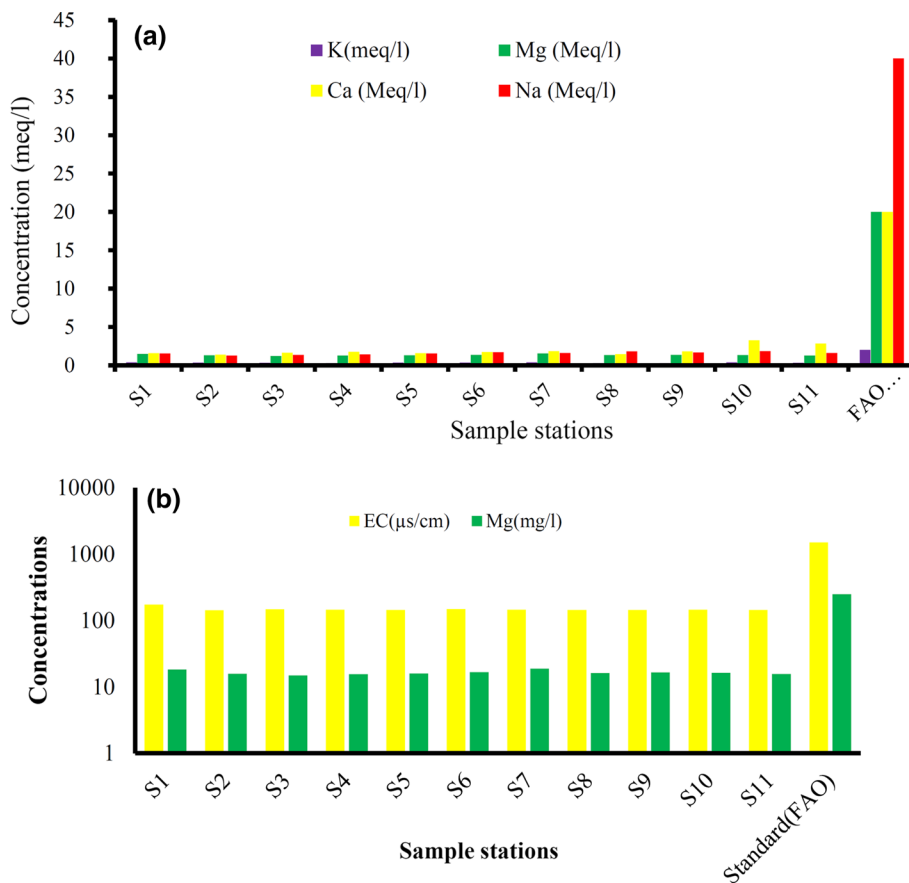 (a)
K(meq/l) Mg (Meq/l)
Ca (Meq/l) Na (Meq/l)
Concentration (meq/l)
45
40
35
30
25
20
15
10
5
0
S1 S2 S3 S4 S5 S6 S7 S8 S9 S10 S11 FAO...
Sample stations
(b)
EC(µs/cm) Mg(mg/l)
Concentrations
10000
1000
100
10
1
S1 S2 S3 S4 S5 S6 S7 S8 S9 S10 S11 Standard(FAO)
Sample stations